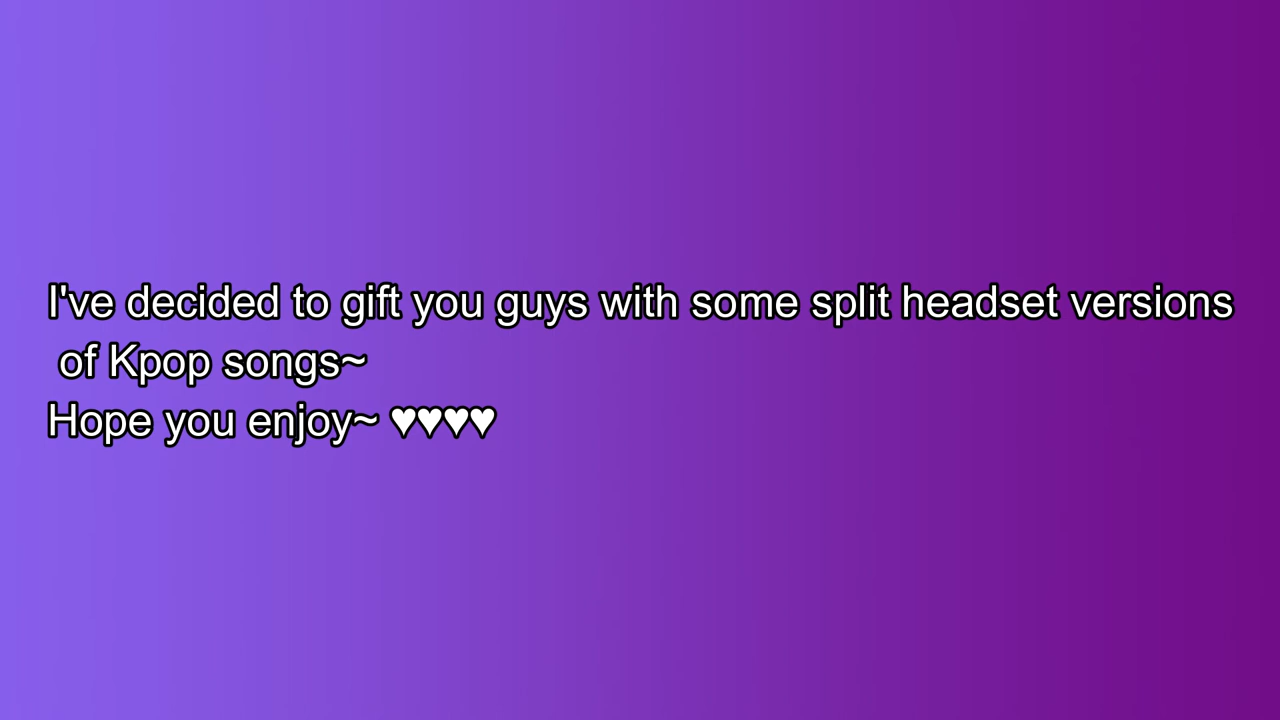 I've decided to gift you guys with some split headset versions
of Kpop songs~
Hope you enjoy~ ♥♥♥♥